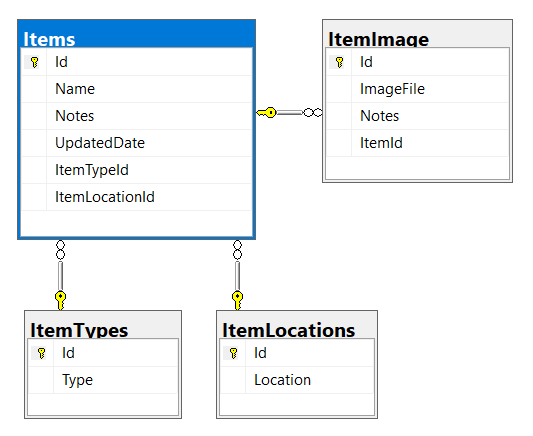 Items
Id
Name
Notes
UpdatedDate
ItemTypeId
ItemLocationId
ItemImage
Id
ImageFile
Notes
ItemId
ItemTypes
Id
Type
ItemLocations
Id
Location